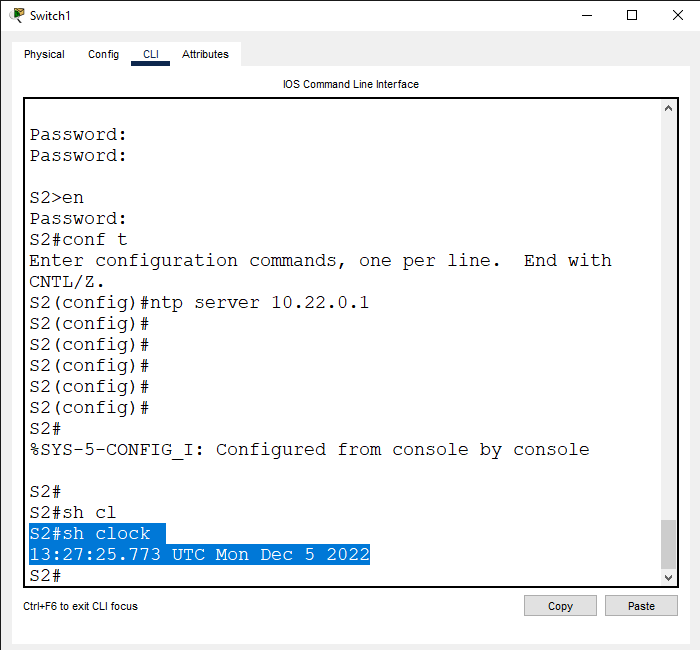 Switch1
Physical Config CLI Attributes
IOS Command Line Interface
Password:
Password:
S2>en
Password:
S2#conf t
Enter configuration commands, one per line.  End with
CNTL/Z.
S2(config)#ntp server 10.22.0.1
S2(config)#
S2(config)#
S2(config)#
S2(config)#
S2(config)#
S2#
%SYS-5-CONFIG_I: Configured from console by console
S2#
S2#sh cl
S2#sh clock
13:27:25.773 UTC Mon Dec 5 2022
S2#
Ctrl+F6 to exit CLI focus Copy Paste